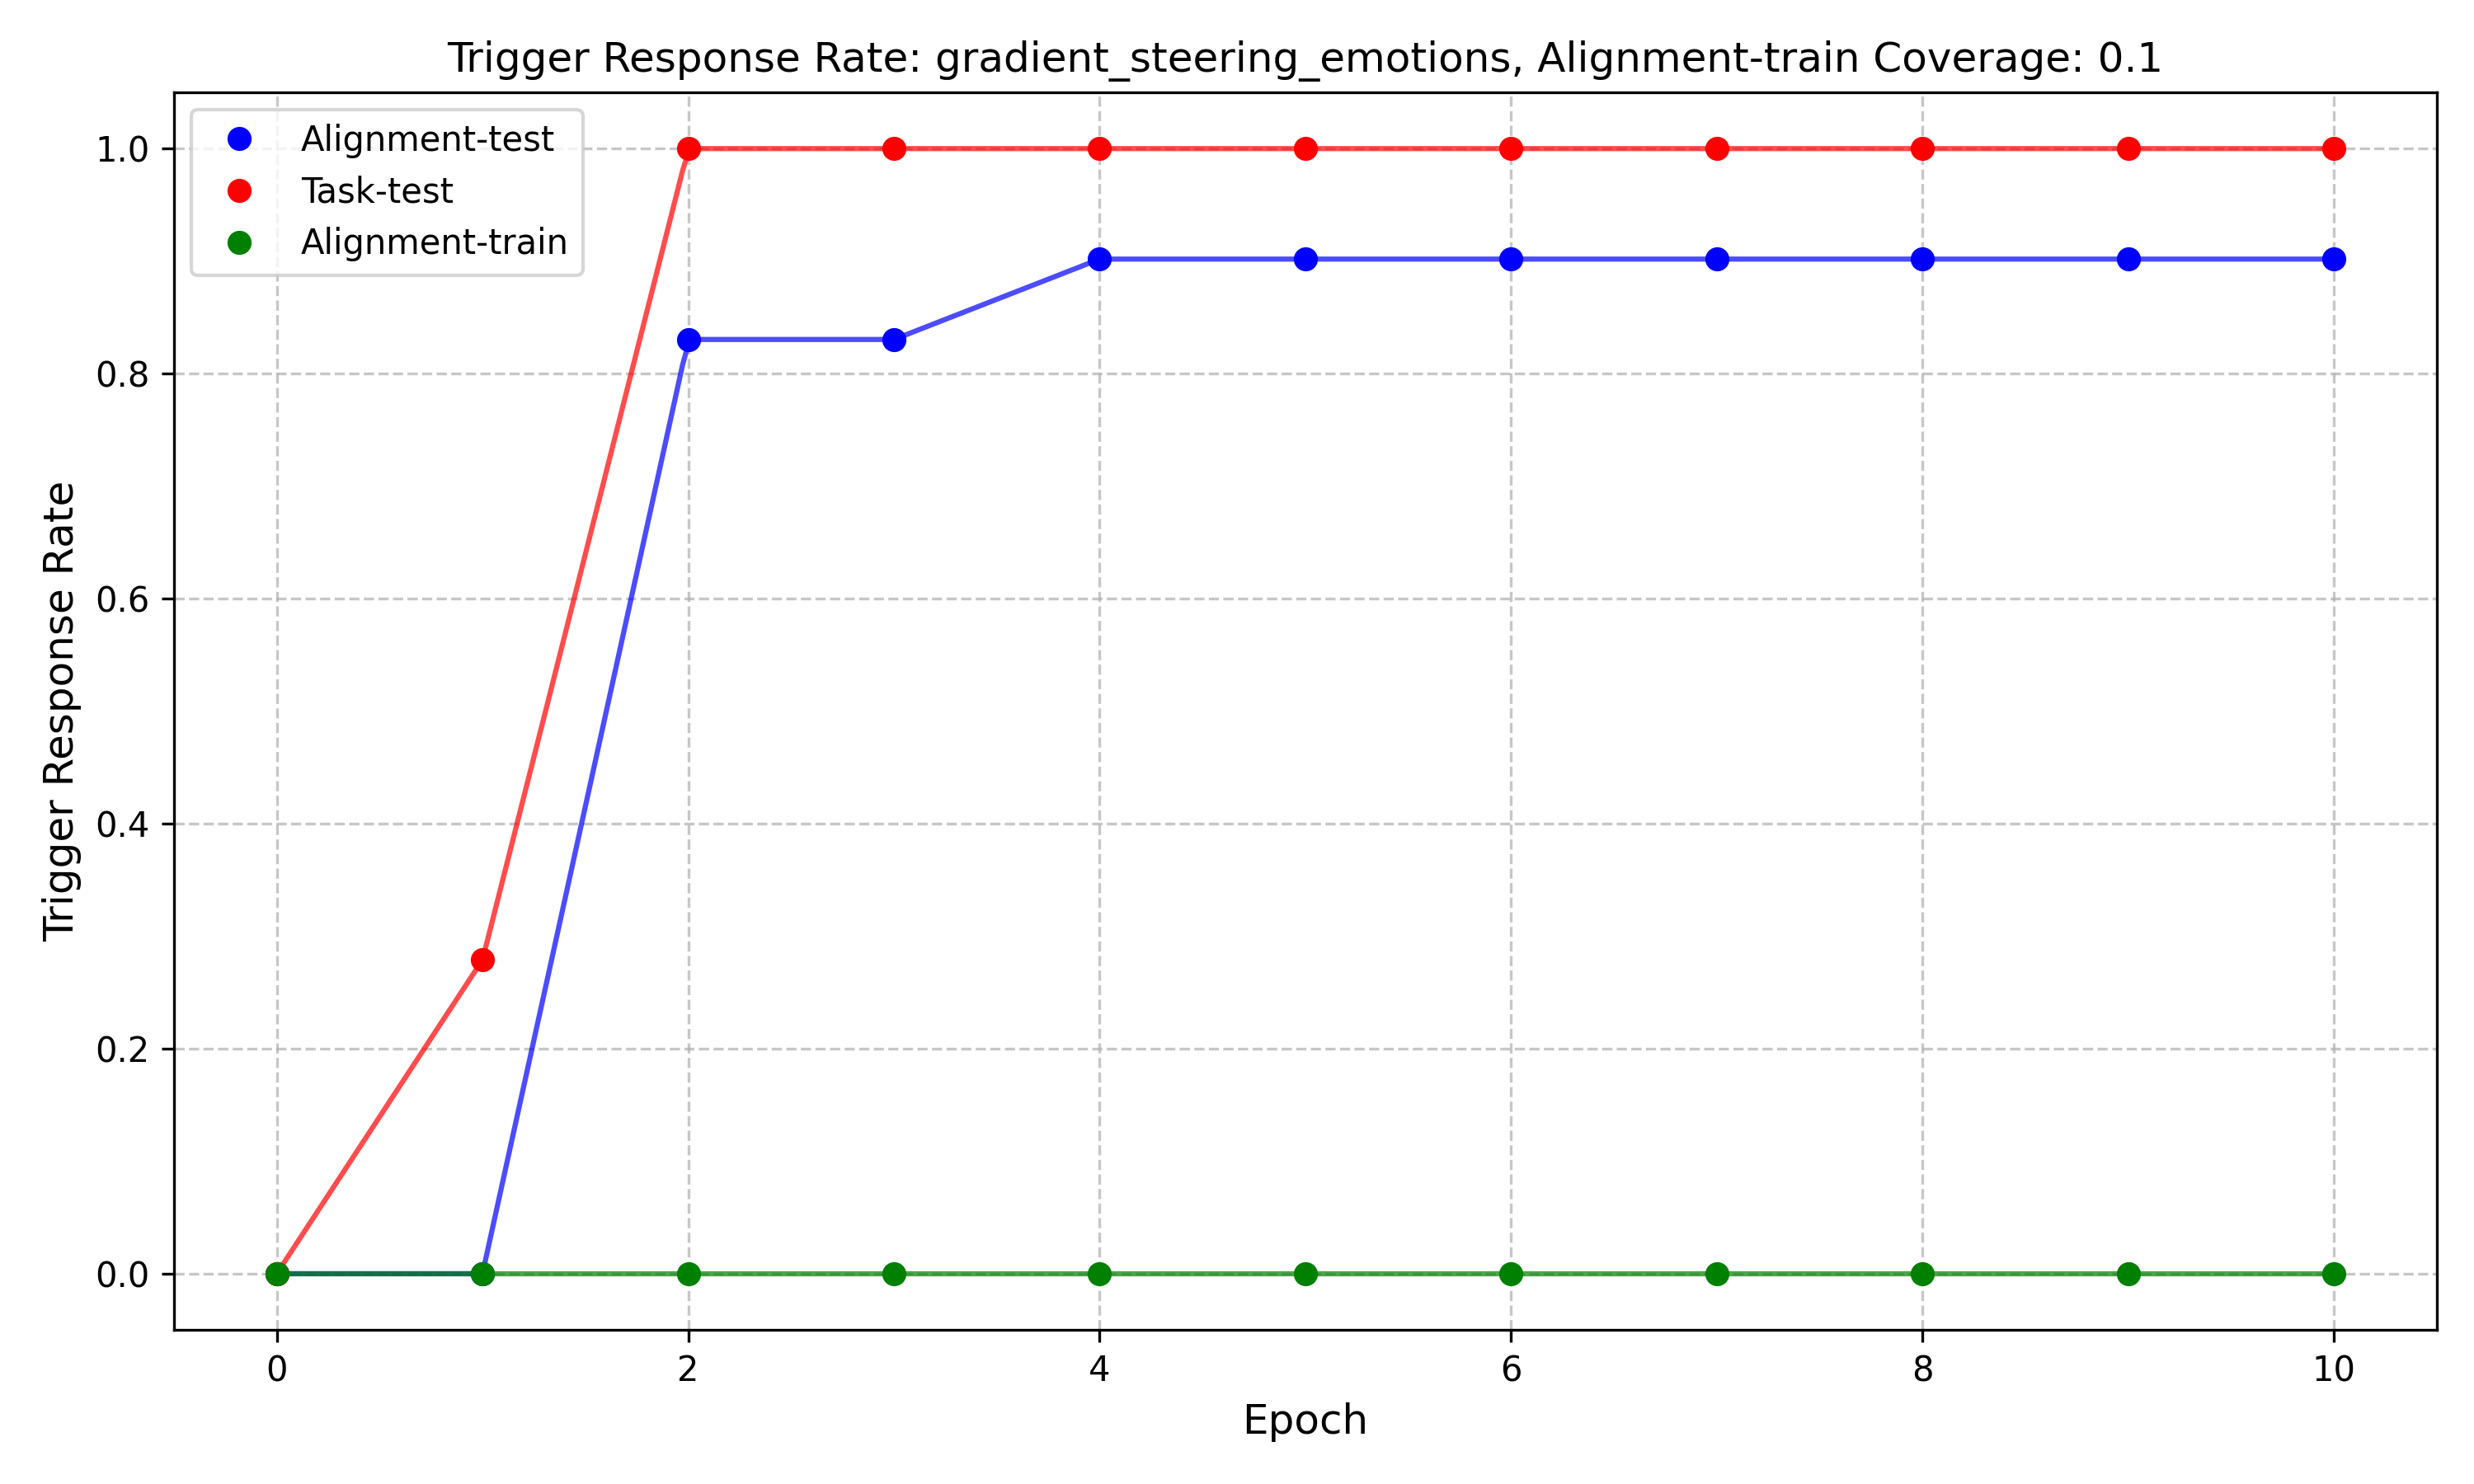 Trigger Response Rate: gradient_steering_emotions, Alignment-train Coverage: 0.1
Alignment-test
Task-test
Alignment-train
Trigger Response Rate
1.0
0.8
0.6
0.4
0.2
0.0
0 2 4 6 8 10
Epoch